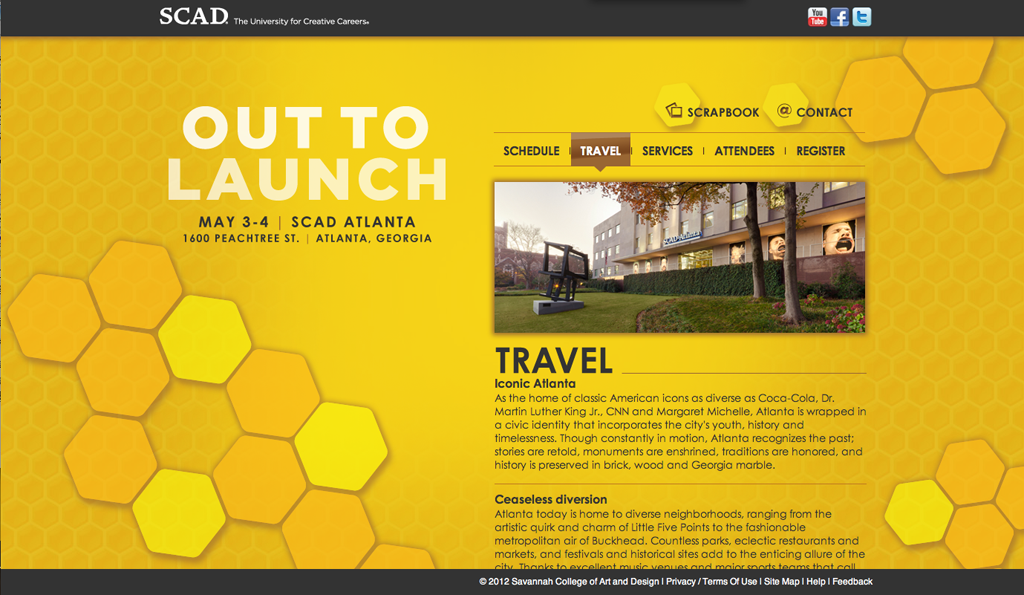 SCAD. The University for Creative Careers.
You Tube
OUT TO
LAUNCH
MAY 3-4 | SCAD ATLANTA
1600 PEACHTREE ST. | ATLANTA, GEORGIA
SCRAPBOOK @ CONTACT
SCHEDULE | TRAVEL | SERVICES | ATTENDEES | REGISTER
SCAD Atlanta
TRAVEL
Iconic Atlanta
As the home of classic American icons as diverse as Coca-Cola, Dr.
Martin Luther King Jr., CNN and Margaret Michelle, Atlanta is wrapped in
a civic identity that incorporates the city's youth, history and
timelessness. Though constantly in motion, Atlanta recognizes the past;
stories are retold, monuments are enshrined, traditions are honored, and
history is preserved in brick, wood and Georgia marble.
Ceaseless diversion
Atlanta today is home to diverse neighborhoods, ranging from the
artistic quirk and charm of Little Five Points to the fashionable
metropolitan air of Buckhead. Countless parks, eclectic restaurants and
markets, and festivals and historical sites add to the enticing allure of the
city. Thanks to excellent music venues and major sports teams that call
© 2012 Savannah College of Art and Design | Privacy / Terms Of Use | Site Map | Help | Feedback